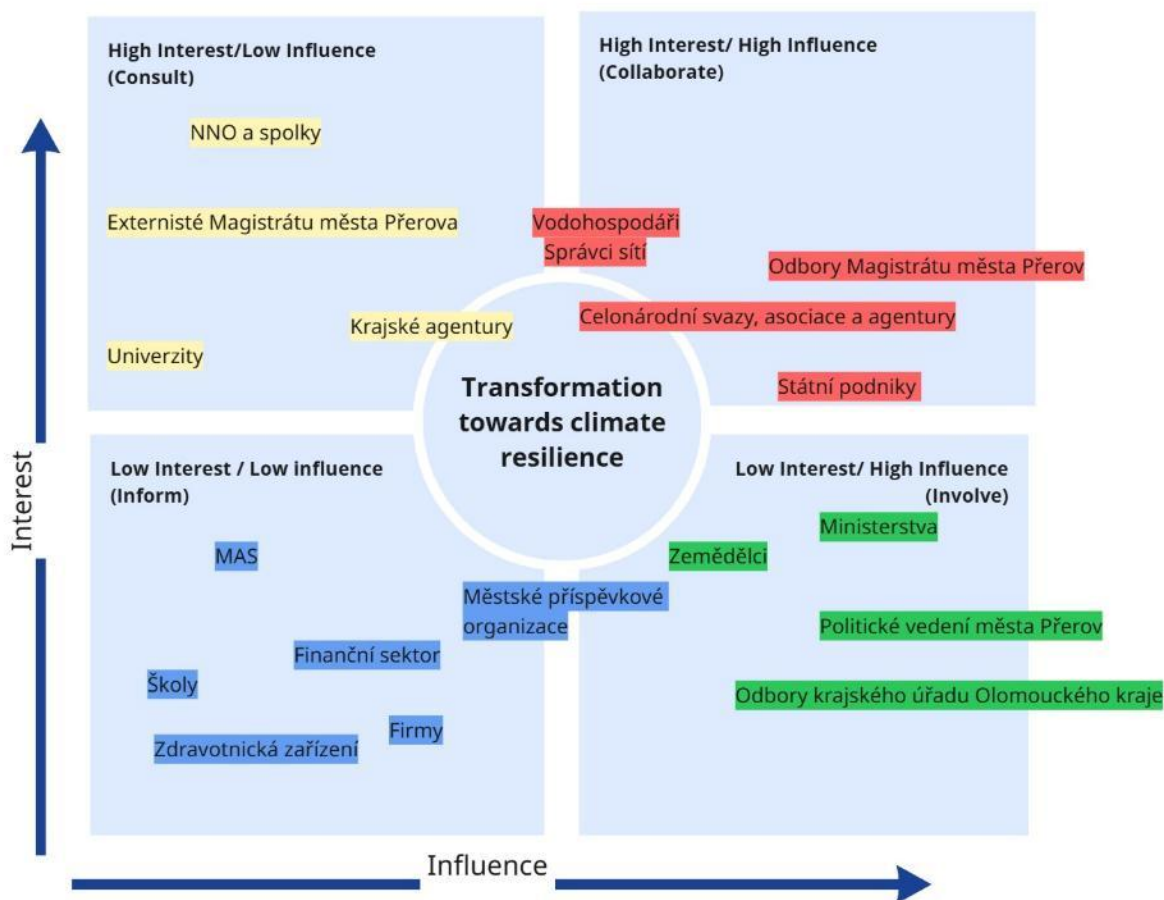 High Interest/Low Influence
(Consult)
NNO a spolky
Externisté Magistrátu města Přerova
Krajské agentury
Univerzity
High Interest/ High Influence
(Collaborate)
Vodohospodáři
Správci sítí
Odbory Magistrátu města Přerov
Celonárodní svazy, asociace a agentury
Státní podniky
Transformation
towards climate
resilience
Low Interest / Low influence
(Inform)
MAS
Městské příspěvkové
organizace
Finanční sektor
Školy
Firmy
Zdravotnická zařízení
Low Interest/ High Influence
(Involve)
Ministerstva
Zemědělci
Politické vedení města Přerov
Odbory krajského úřadu Olomouckého kraje
Interest
Influence